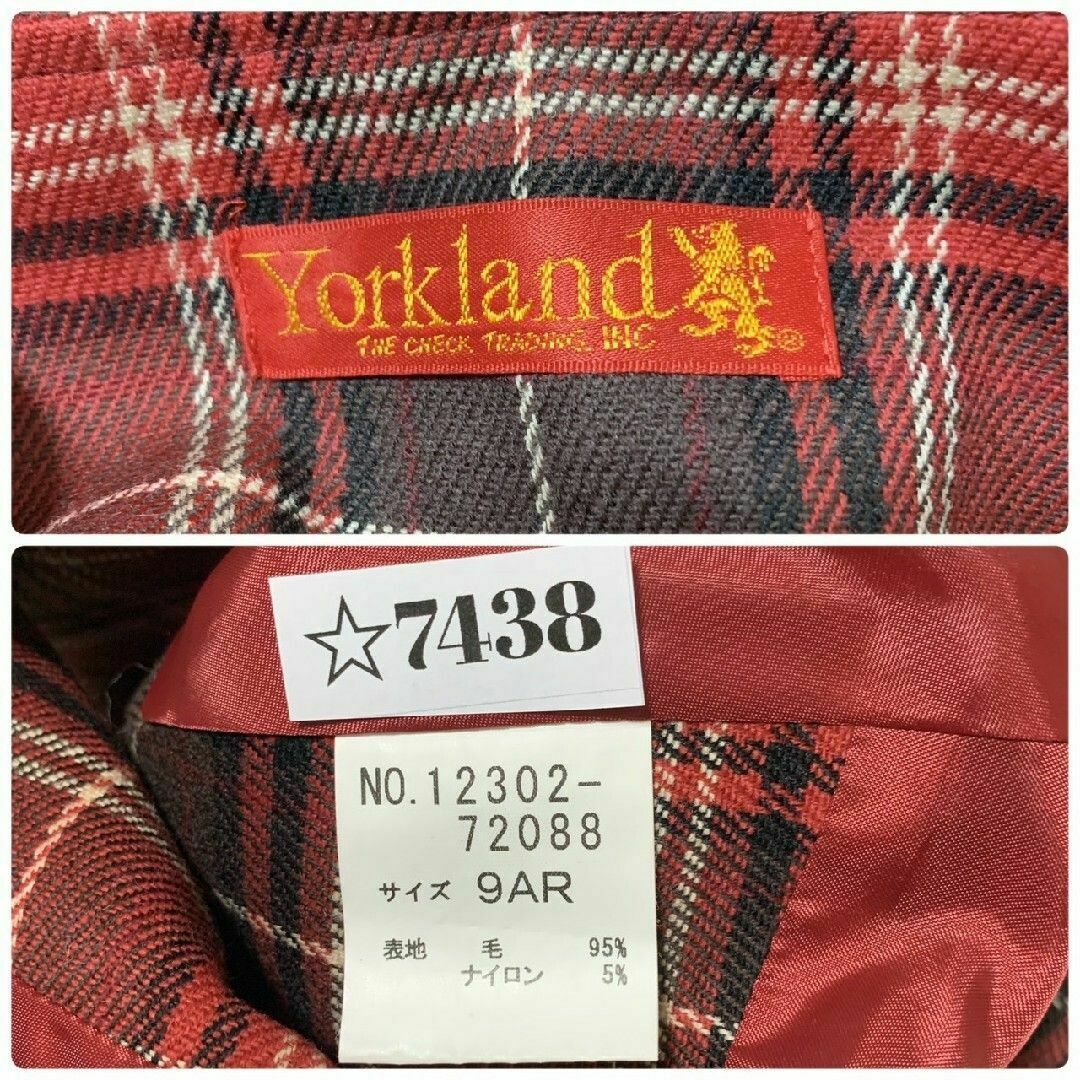 Yorkland
THE CHECK TRADING, INC
®
☆7438
NO.12302-
72088
サイズ 9AR
表地 毛 95%
ナイロン 5%